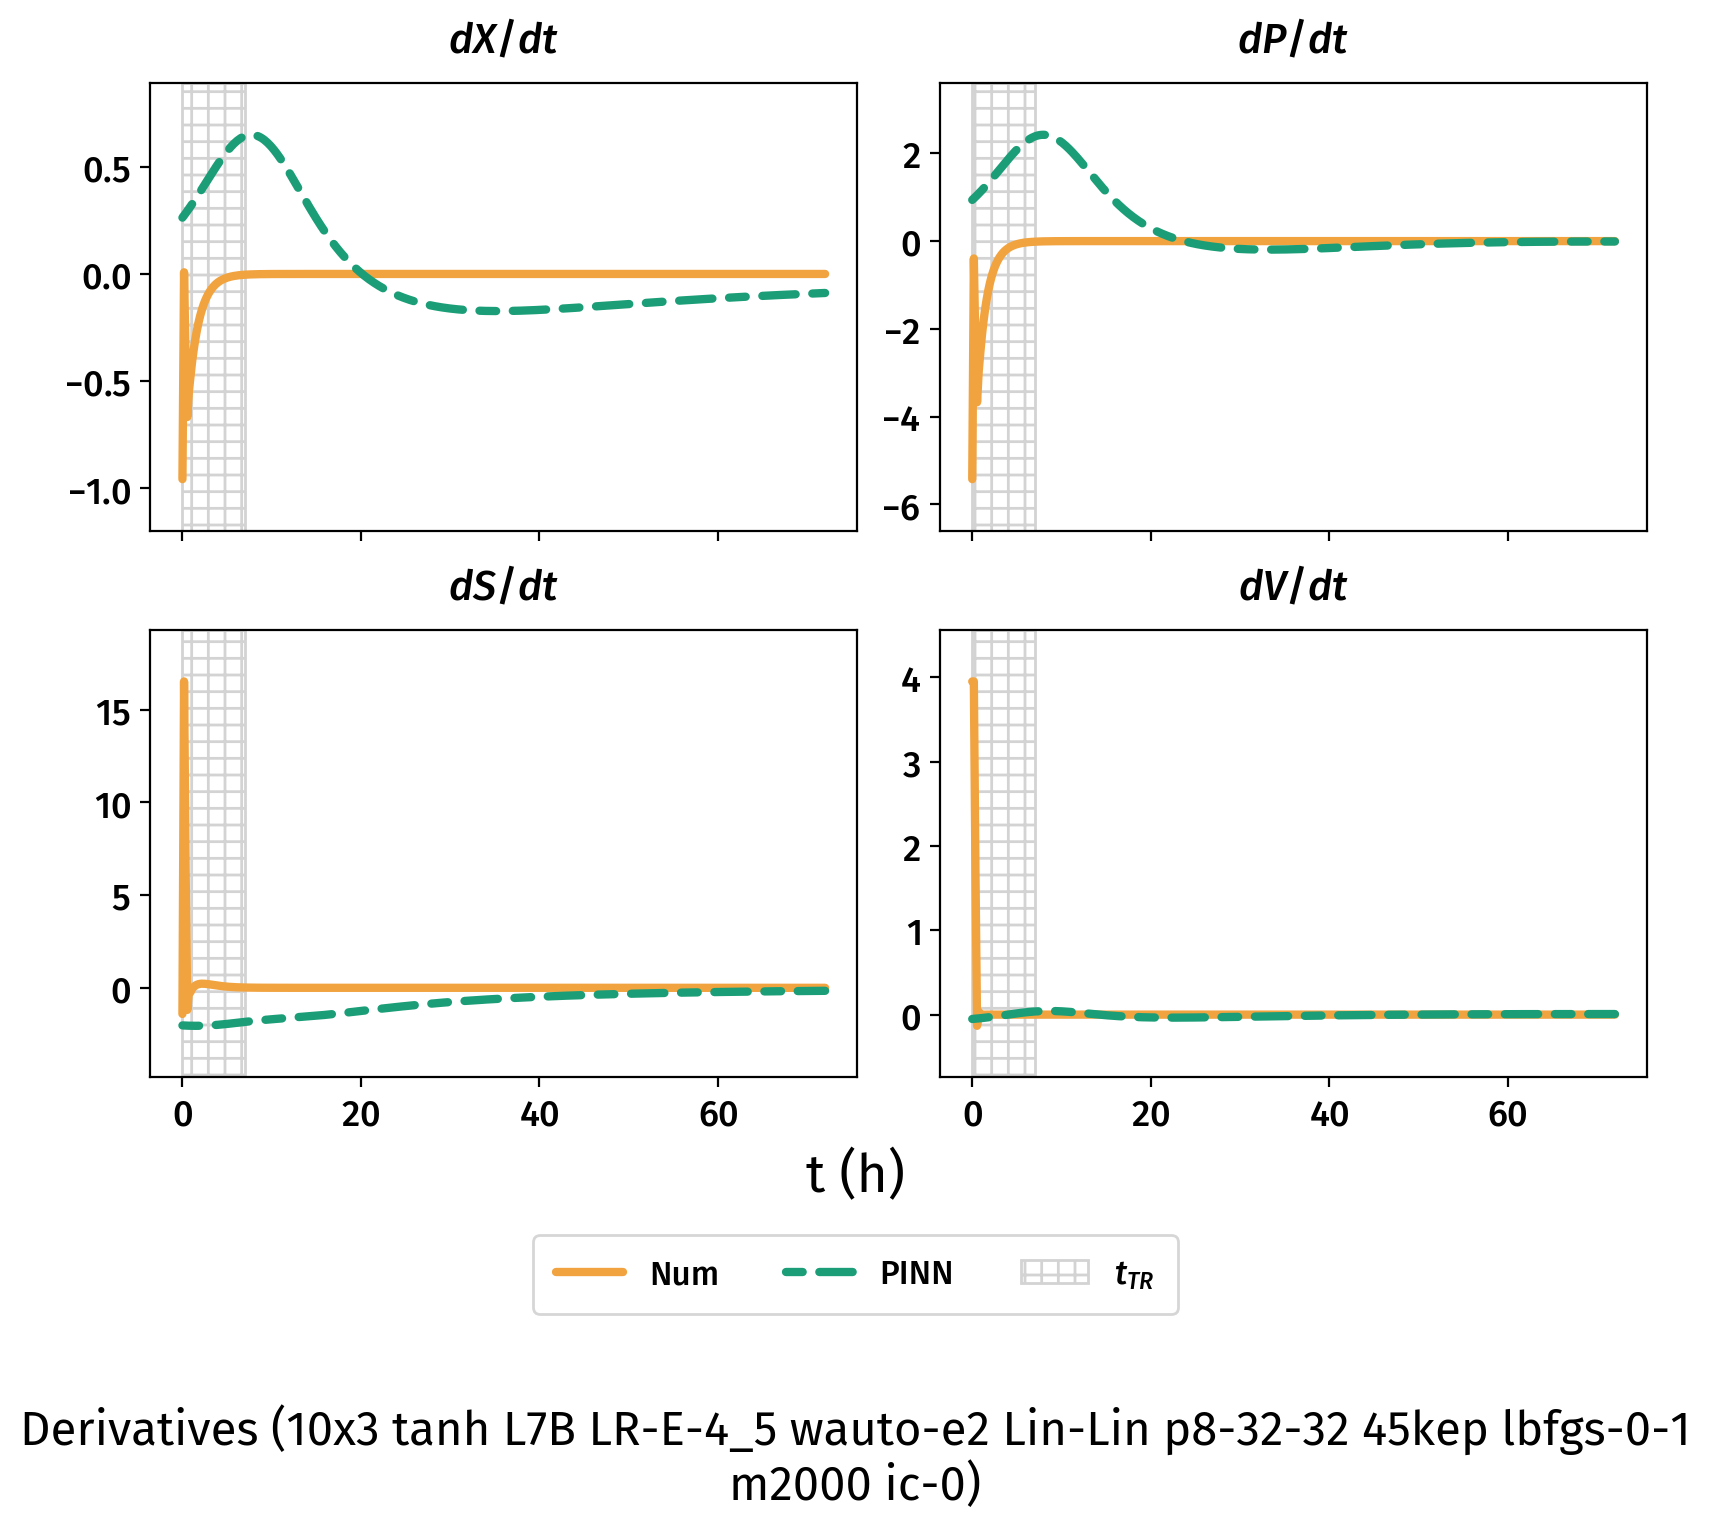 dX/dt
dP/dt
0.5
0.0
−0.5
−1.0
2
0
−2
−4
−6
dS/dt
dV/dt
15
10
5
0
4
3
2
1
0
0 20 40 60
0 20 40 60
t (h)
Num PINN tTR
Derivatives (10x3 tanh L7B LR-E-4_5 wauto-e2 Lin-Lin p8-32-32 45kep lbfgs-0-1
m2000 ic-0)